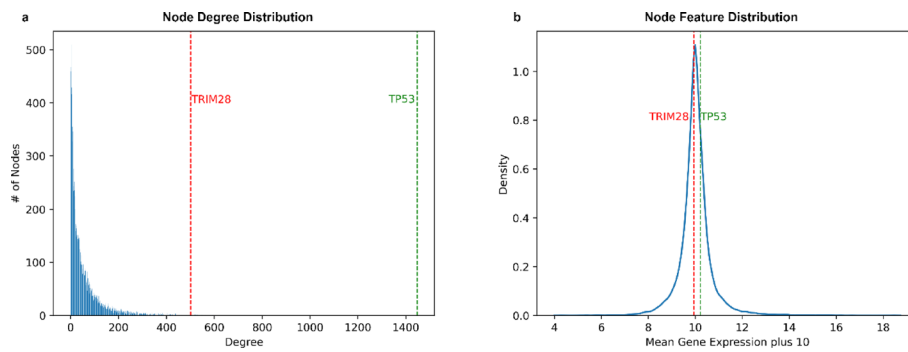 a
Node Degree Distribution
500
400
300
200
100
0
# of Nodes
TRIM28
TP53
0 200 400 600 800 1000 1200 1400
Degree
b
Node Feature Distribution
1.0
0.8
0.6
0.4
0.2
0.0
Density
TRIM28
TP53
4 6 8 10 12 14 16 18
Mean Gene Expression plus 10